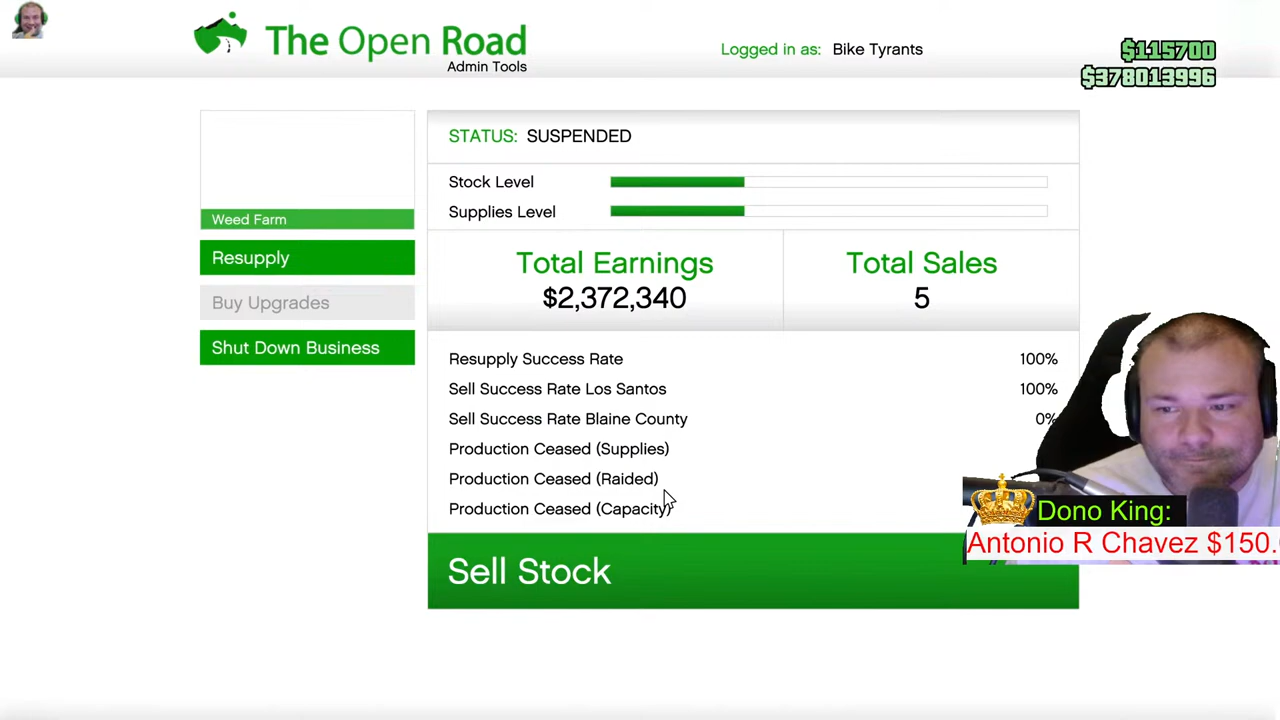 The Open Road
Admin Tools
Logged in as: Bike Tyrants
$115700
$378013996
STATUS: SUSPENDED
Stock Level
Supplies Level
Weed Farm
Resupply
Buy Upgrades
Shut Down Business
Total Earnings
$2,372,340
Total Sales
5
Resupply Success Rate 100%
Sell Success Rate Los Santos 100%
Sell Success Rate Blaine County 0%
Production Ceased (Supplies)
Production Ceased (Raided)
Production Ceased (Capacity)
Sell Stock
Dono King:
Antonio R Chavez $150.